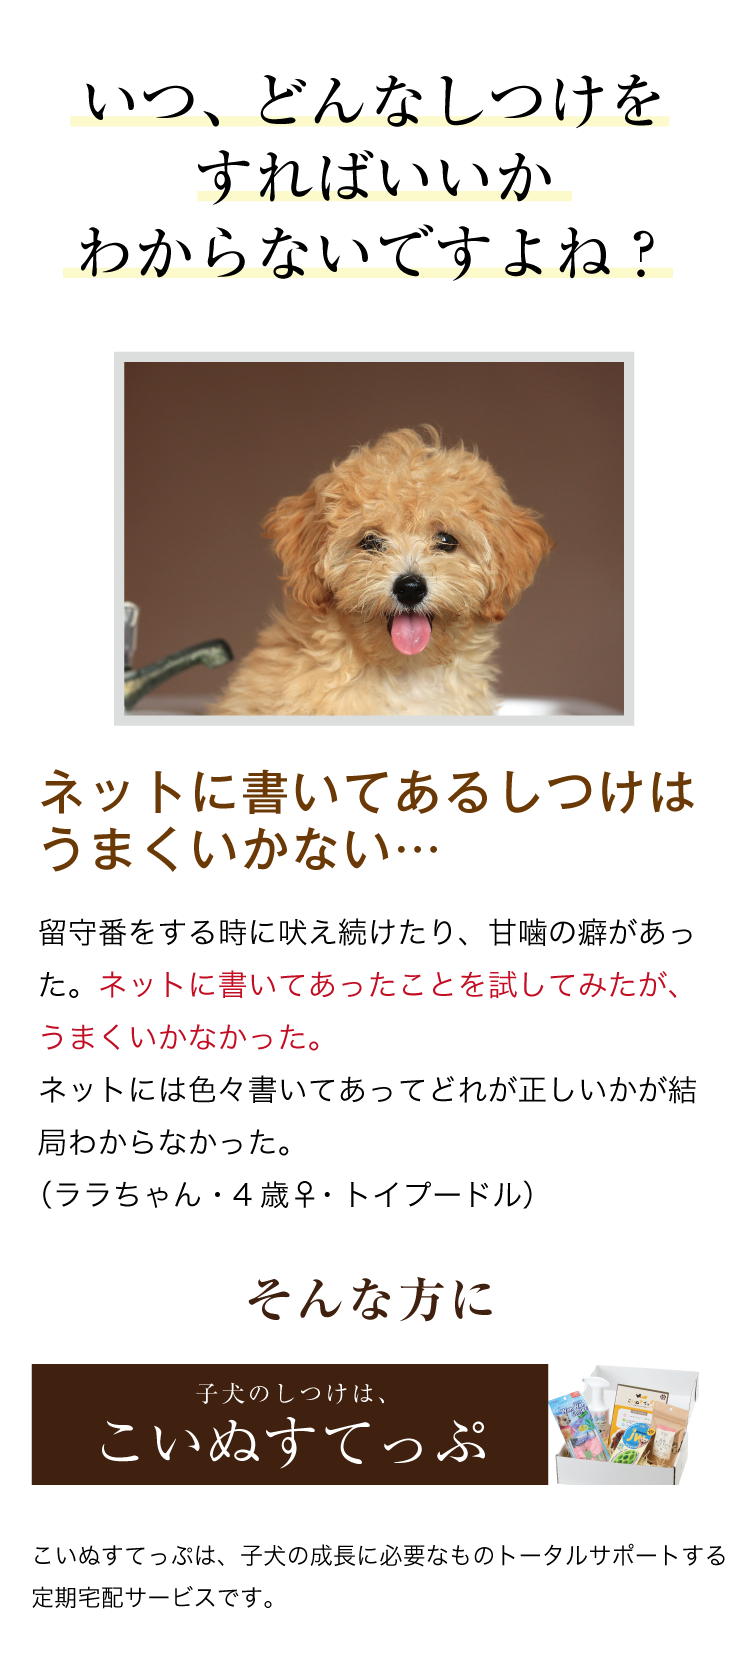 いつ、どんなしつけを
すればいいか
わからないですよね？
ネットに書いてあるしつけは
うまくいかない…
留守番をする時に吠え続けたり、甘噛の癖があっ
た。ネットに書いてあったことを試してみたが、
うまくいかなかった。
ネットには色々書いてあってどれが正しいかが結
局わからなかった。
（ララちゃん・４歳♀・トイプードル）
そんな方に
子犬のしつけは、
こいぬすてっぷ
こいぬすてっぷは、子犬の成長に必要なものトータルサポートする
定期宅配サービスです。